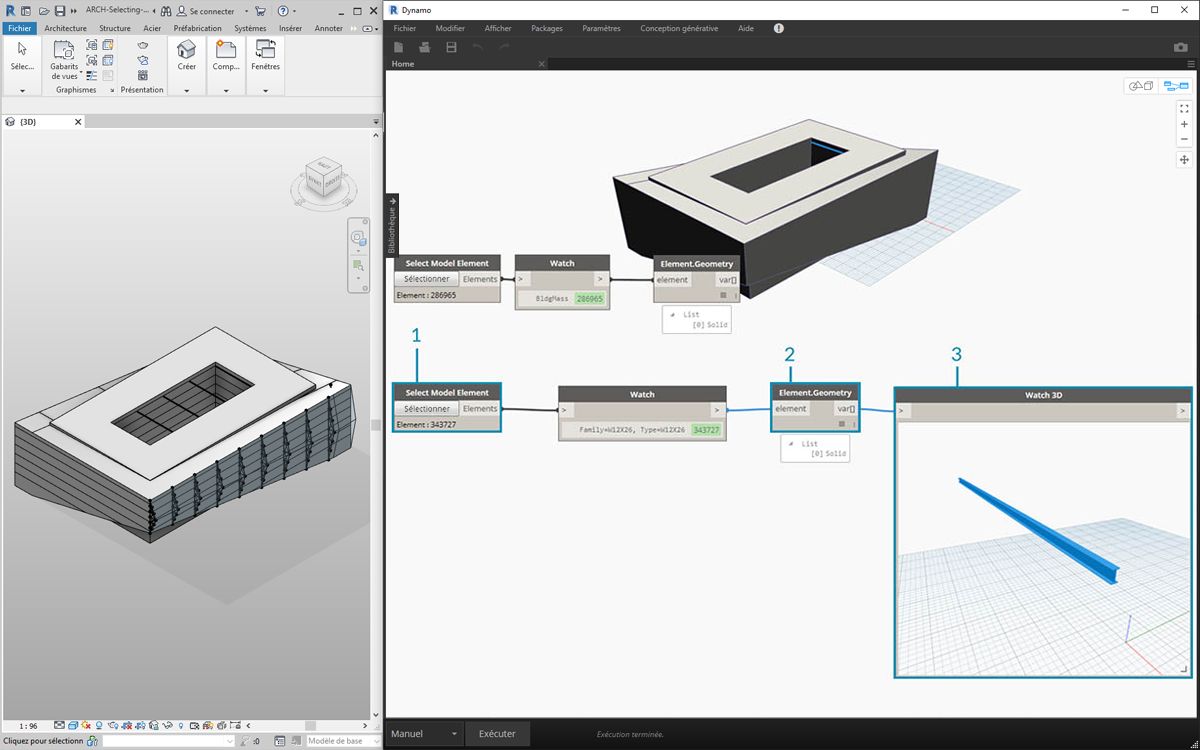 ARCH-Selecting-...
Se connecter
Fichier
Architecture
Structure
Acier
Préfabrication
Systèmes
Insérer
Annoter
Sélec...
Gabarits
de vues
Créer
Comp...
Fenêtres
Graphismes
Présentation
{3D}
1 : 96
Cliquez pour sélectionn
:0
Modèle de base
Dynamo
Fichier
Modifier
Afficher
Packages
Paramètres
Conception générative
Aide
Home
Bibliothèque
Select Model Element
Sélectionner
Elements
Element : 286965
Watch
>
>
BldgMass 286965
Element.Geometry
element
var[]
List
[0] Solid
1
2
3
Select Model Element
Sélectionner
Elements
Element : 343727
Watch
>
>
Family=W12X26, Type=W12X26 343727
Element.Geometry
element
var[]
List
[0] Solid
Watch 3D
>
>
Manuel
Exécuter
Exécution terminée.